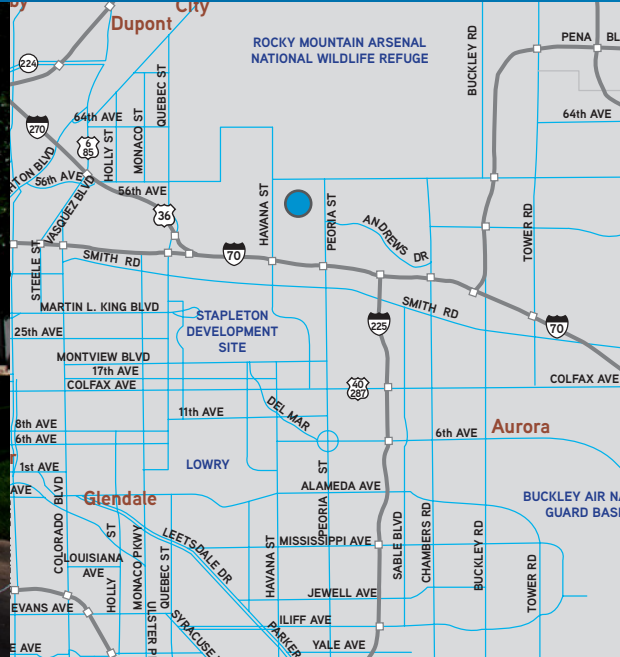 by
City
Dupont
224
ROCKY MOUNTAIN ARSENAL
NATIONAL WILDLIFE REFUGE
BUCKLEY RD
PENA BL
270
6
85
64th AVE
HOLLY ST
MONACO ST
QUEBEC ST
64th AVE
HTON BLVD
56th AVE
VASQUEZ BLVD
56th AVE
36
HAVANA ST
PEORIA ST
ANDREWS DR
TOWER RD
STEELE ST
SMITH RD
70
SMITH RD
225
70
MARTIN L. KING BLVD
STAPLETON
DEVELOPMENT
SITE
25th AVE
MONTVIEW BLVD
17th AVE
COLFAX AVE
40
287
COLFAX AVE
11th AVE
DEL MAR
8th AVE
6th AVE
6th AVE
Aurora
1st AVE
LOWRY
AVE
COLORADO BLVD
Glendale
PEORIA ST
ALAMEDA AVE
BUCKLEY AIR NA
GUARD BASE
HOLLY ST
MONACO PKWY
QUEBEC ST
LEETSDALE DR
HAVANA ST
MISSISSIPPI AVE
SABLE BLVD
CHAMBERS RD
BUCKLEY RD
TOWER RD
LOUISIANA
AVE
JEWELL AVE
EVANS AVE
ULSTER P
SYRACUSE
PARKER
ILIFF AVE
E AVE
YALE AVE